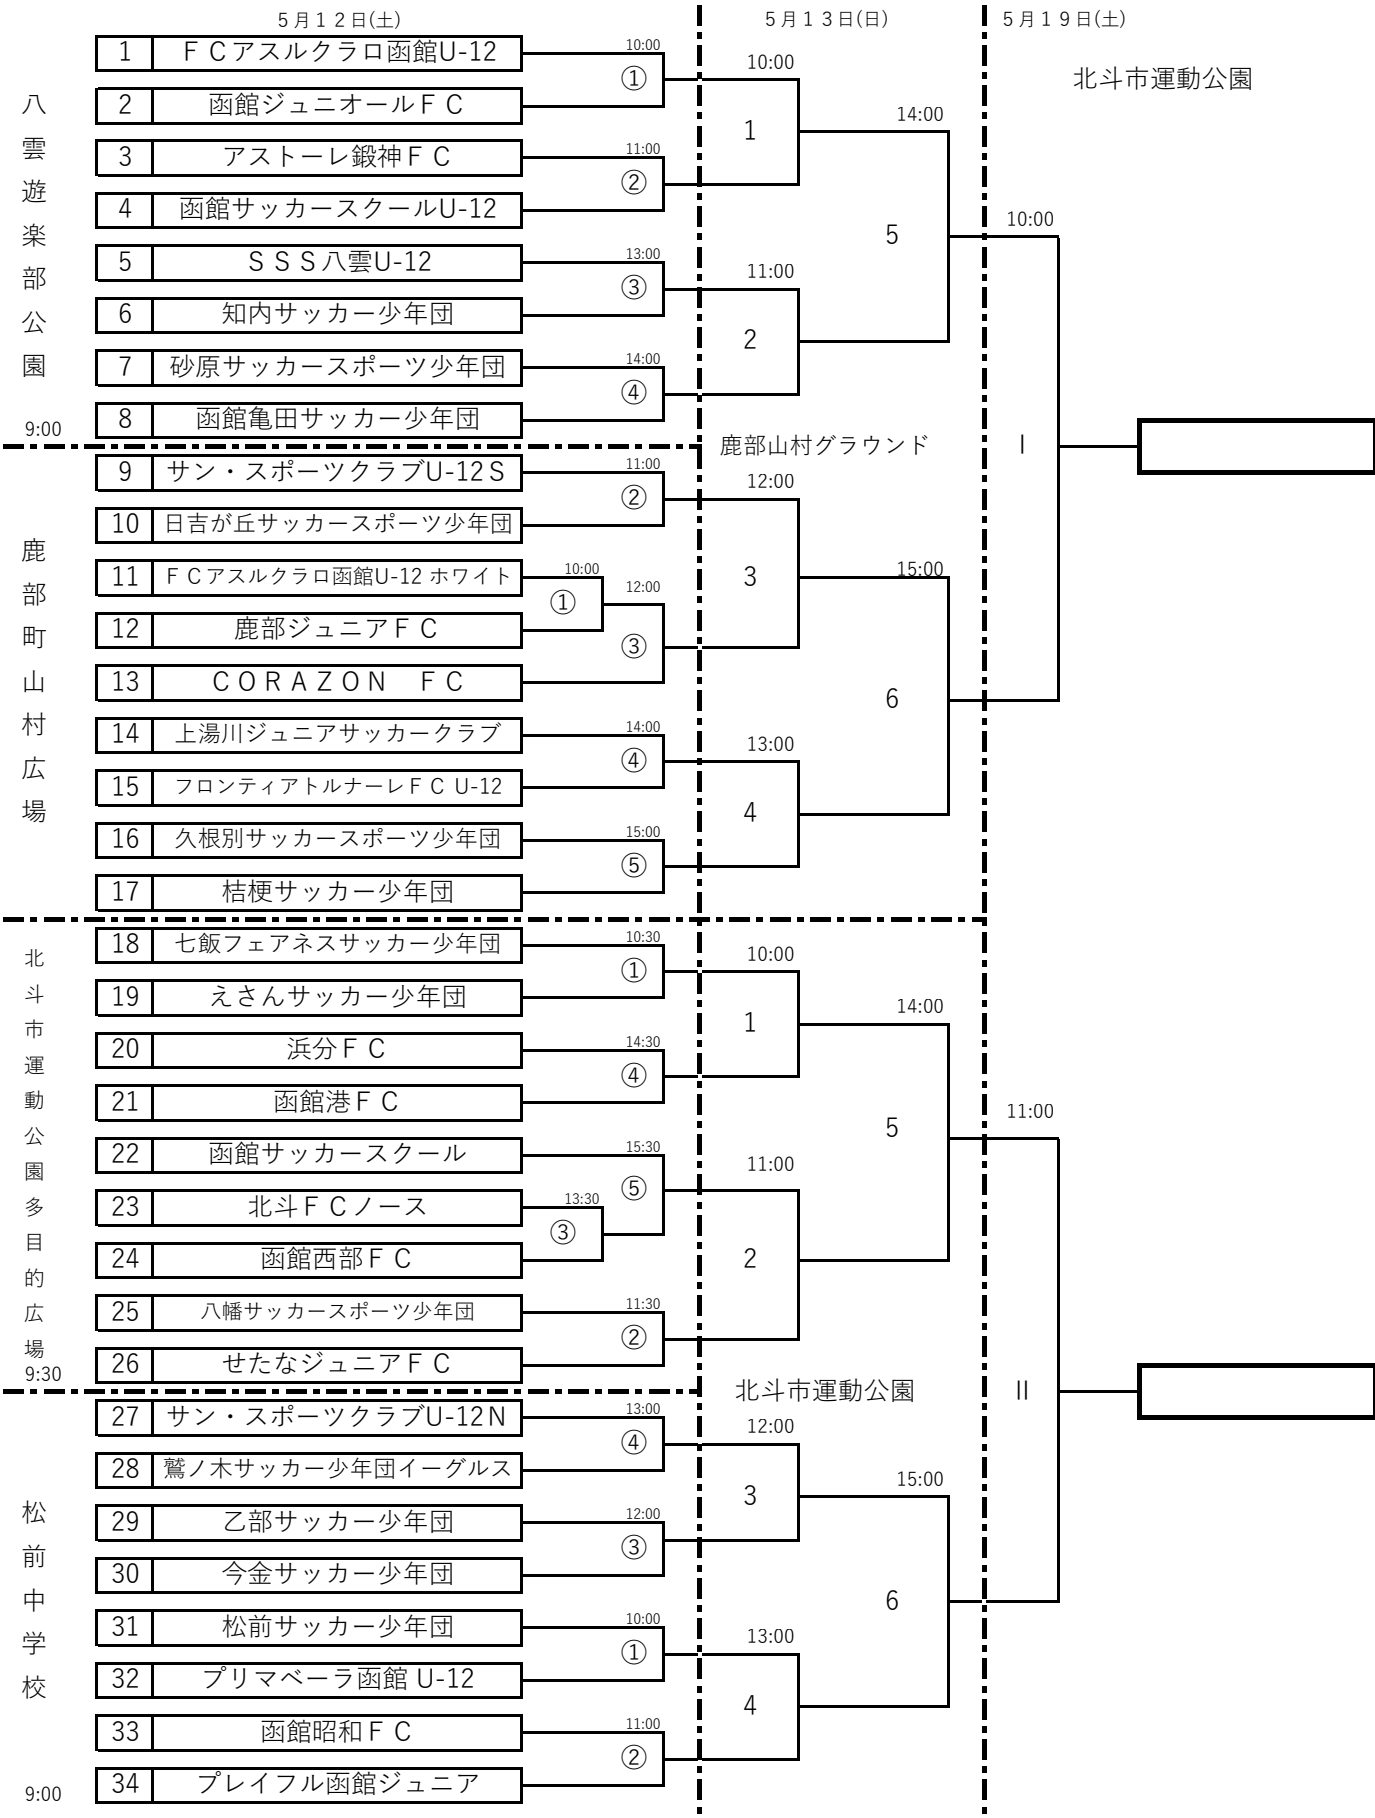 5月12日(土)
5月13日(日)
5月19日(土)
北斗市運動公園
八雲遊楽部公園
9:00
1 ＦＣアスルクラロ函館U-12
2 函館ジュニオールＦＣ
3 アストーレ鍛神ＦＣ
4 函館サッカースクールU-12
5 ＳＳＳ八雲U-12
6 知内サッカー少年団
7 砂原サッカースポーツ少年団
8 函館亀田サッカー少年団
10:00
①
11:00
②
13:00
③
14:00
④
10:00
1
11:00
2
14:00
5
鹿部山村グラウンド
鹿部町山村広場
9 サン・スポーツクラブU-12Ｓ
10 日吉が丘サッカースポーツ少年団
11 ＦＣアスルクラロ函館U-12 ホワイト
12 鹿部ジュニアＦＣ
13 ＣＯＲＡＺＯＮ　ＦＣ
14 上湯川ジュニアサッカークラブ
15 フロンティアトルナーレＦＣ U-12
16 久根別サッカースポーツ少年団
17 桔梗サッカー少年団
11:00
②
10:00
①
12:00
③
14:00
④
15:00
⑤
12:00
3
13:00
4
15:00
6
10:00
Ⅰ
北斗市運動公園多目的広場
9:30
18 七飯フェアネスサッカー少年団
19 えさんサッカー少年団
20 浜分ＦＣ
21 函館港ＦＣ
22 函館サッカースクール
23 北斗ＦＣノース
24 函館西部ＦＣ
25 八幡サッカースポーツ少年団
26 せたなジュニアＦＣ
10:30
①
14:30
④
15:30
⑤
13:30
③
11:30
②
10:00
1
11:00
2
14:00
5
北斗市運動公園
松前中学校
9:00
27 サン・スポーツクラブU-12Ｎ
28 鷲ノ木サッカー少年団イーグルス
29 乙部サッカー少年団
30 今金サッカー少年団
31 松前サッカー少年団
32 プリマベーラ函館 U-12
33 函館昭和ＦＣ
34 プレイフル函館ジュニア
13:00
④
12:00
③
10:00
①
11:00
②
12:00
3
13:00
4
15:00
6
11:00
Ⅱ